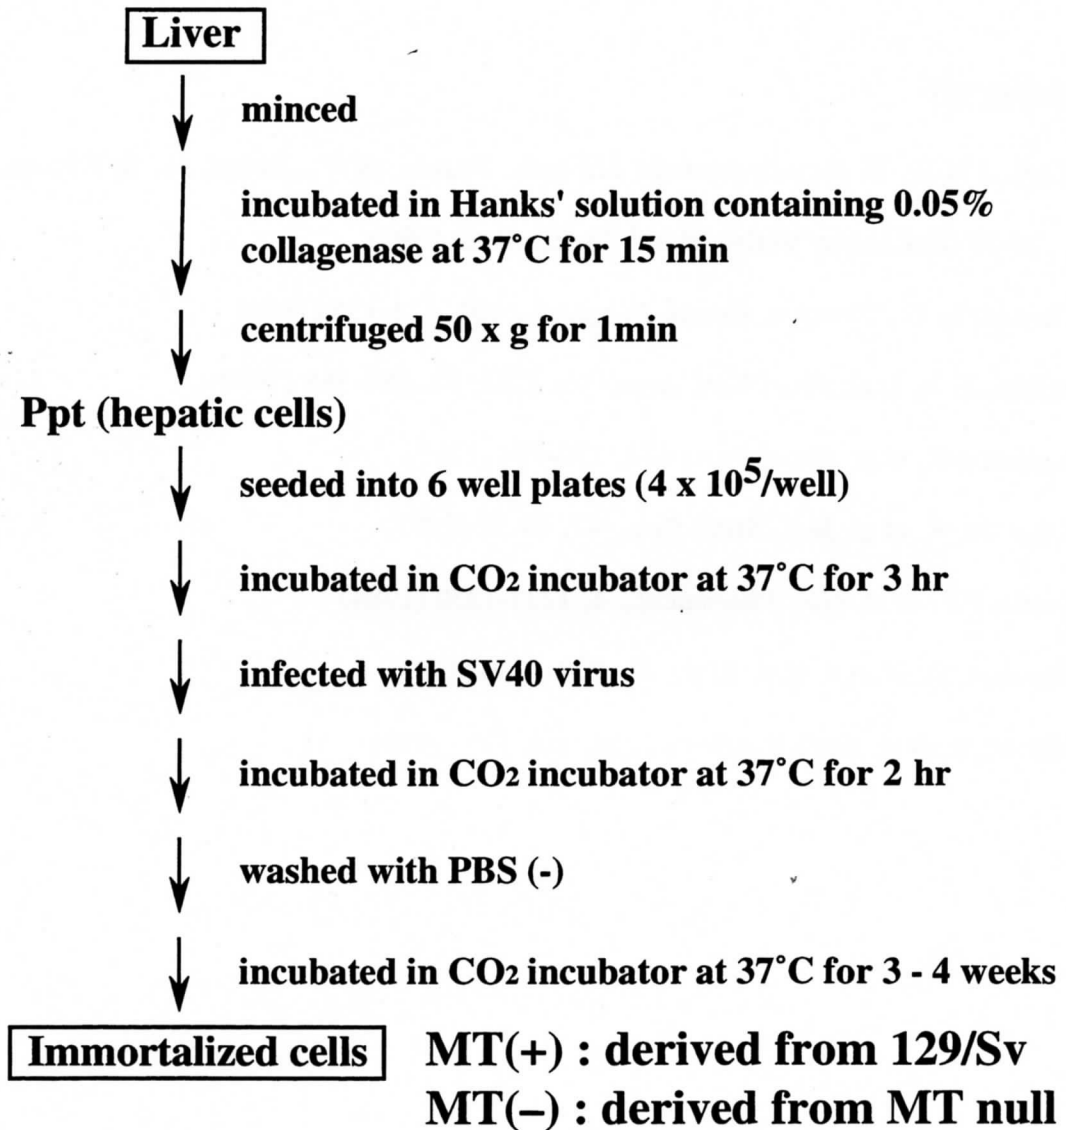 Liver
minced
incubated in Hanks' solution containing 0.05%
collagenase at 37°C for 15 min
centrifuged 50 x g for 1min
Ppt (hepatic cells)
seeded into 6 well plates (4 x 10⁵/well)
incubated in CO₂ incubator at 37°C for 3 hr
infected with SV40 virus
incubated in CO₂ incubator at 37°C for 2 hr
washed with PBS (-)
incubated in CO₂ incubator at 37°C for 3 - 4 weeks
Immortalized cells MT(+) : derived from 129/Sv
MT(–) : derived from MT null